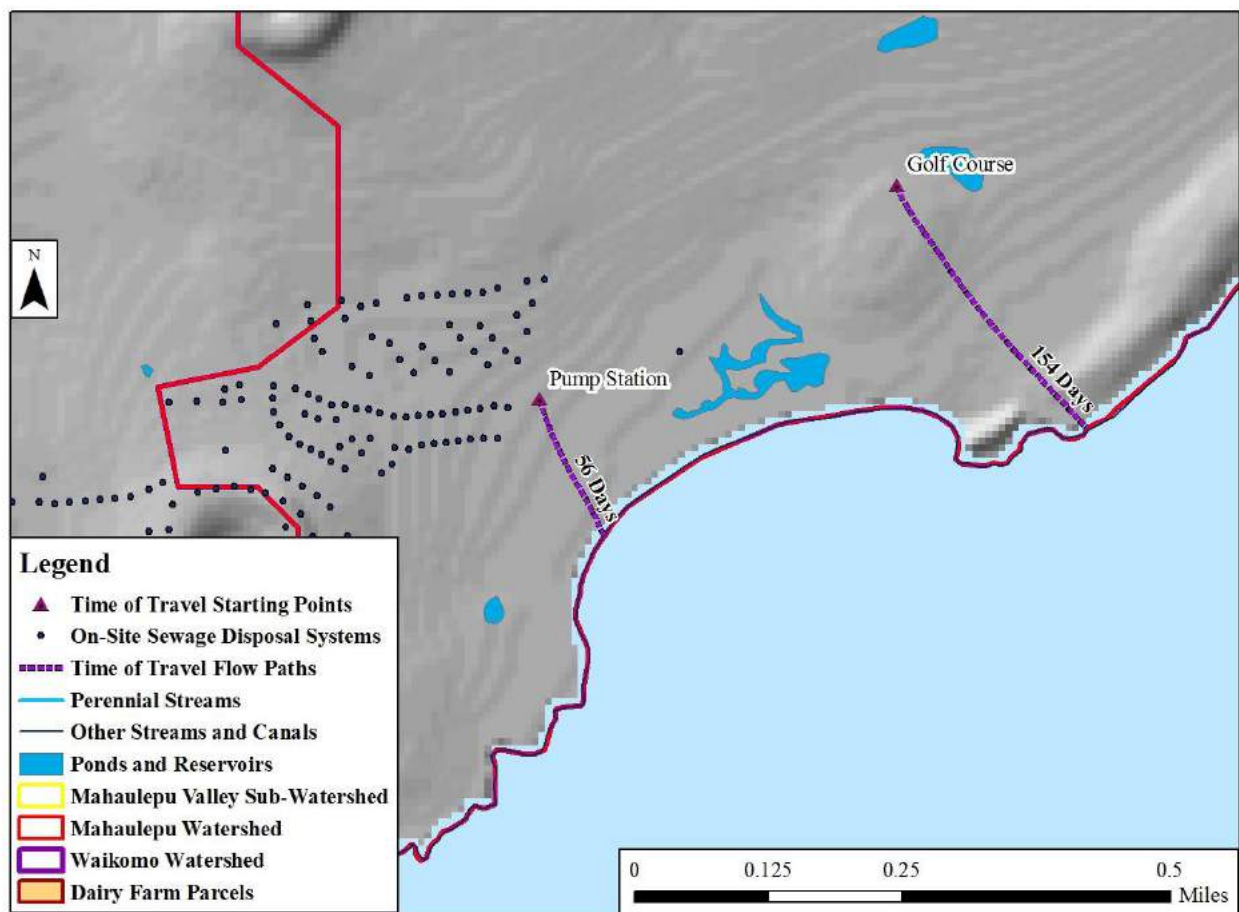 Golf Course
N
Pump Station
154 Days
56 Days
Legend
Time of Travel Starting Points
On-Site Sewage Disposal Systems
Time of Travel Flow Paths
Perennial Streams
Other Streams and Canals
Ponds and Reservoirs
Mahaulepu Valley Sub-Watershed
Mahaulepu Watershed
Waikomo Watershed
Dairy Farm Parcels
0 0.125 0.25 0.5
Miles